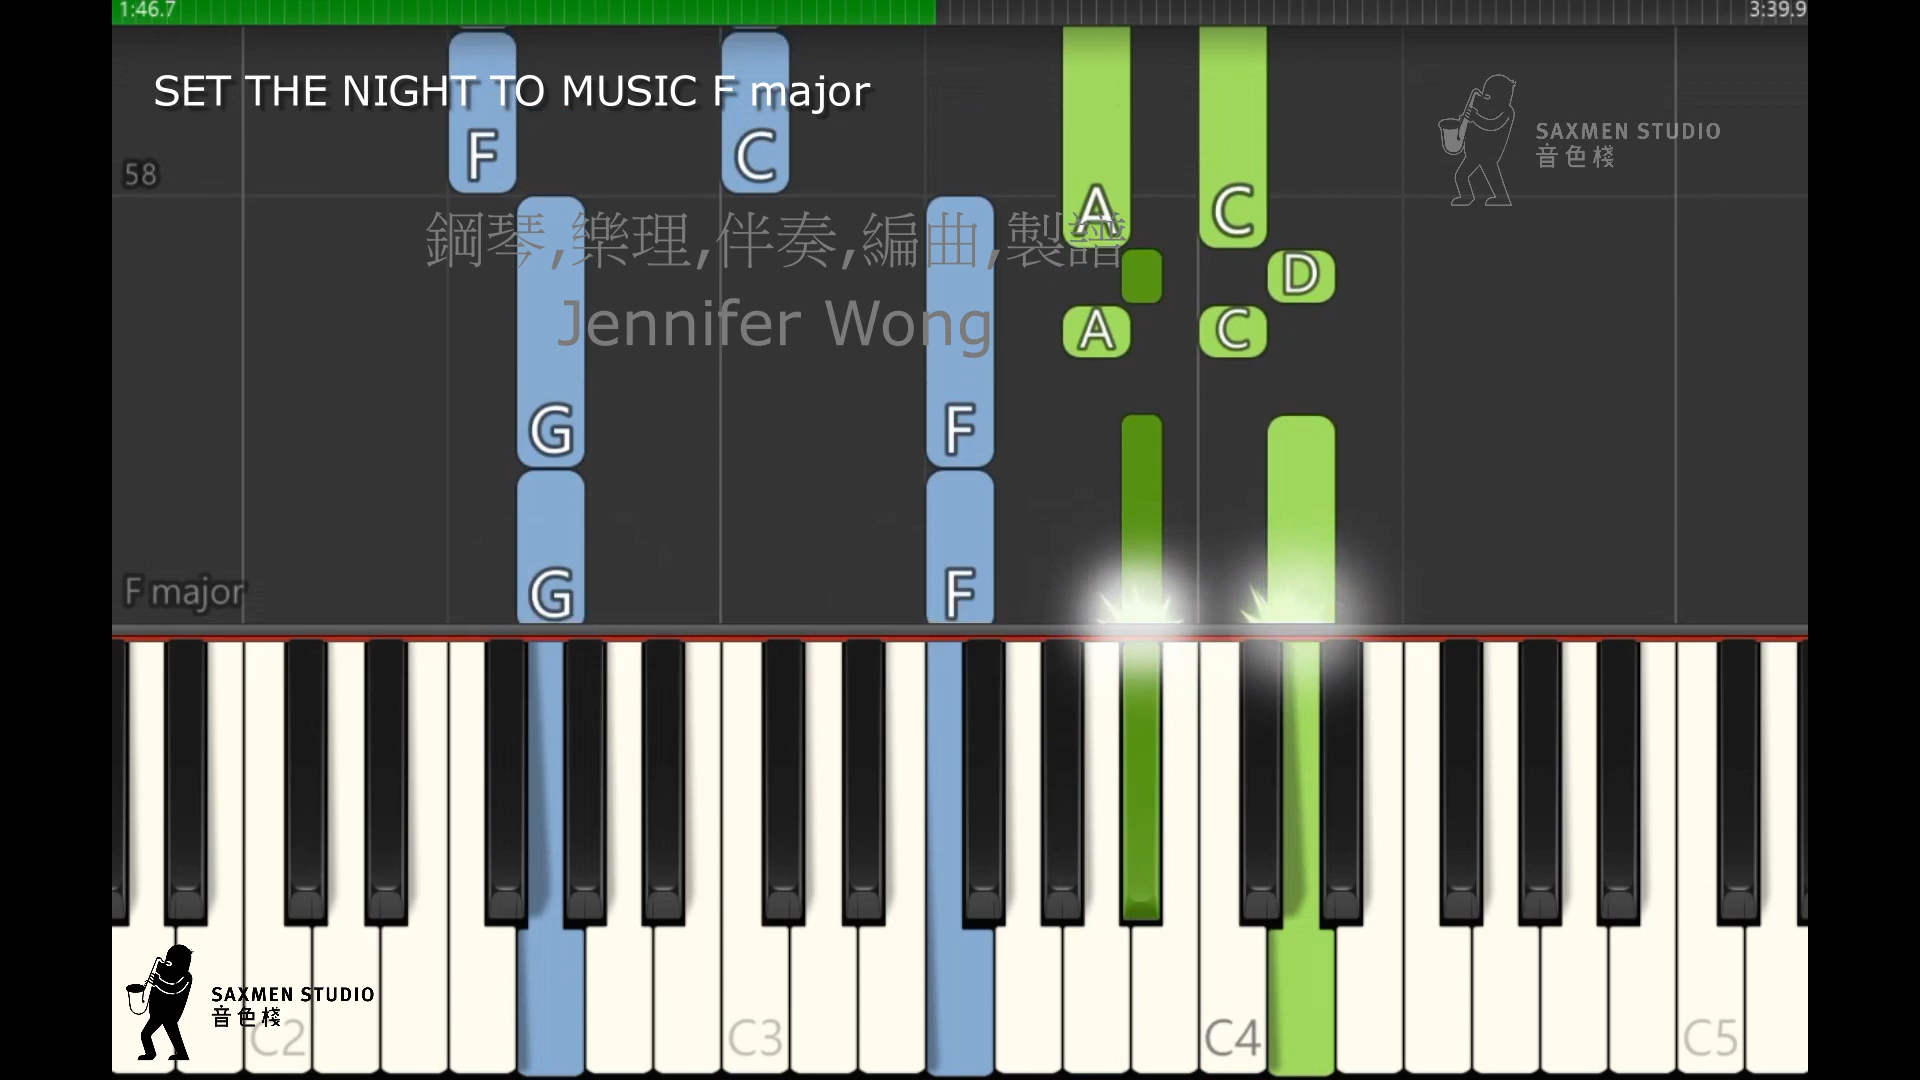 1:46.7 3:39.9
SET THE NIGHT TO MUSIC F major
F C
SAXMEN STUDIO
音色棧
58
A C
鋼琴,樂理,伴奏,編曲,製譜
D
Jennifer Wong
A C
G F
G F
F major
SAXMEN STUDIO
音色棧
C2 C3 C4 C5